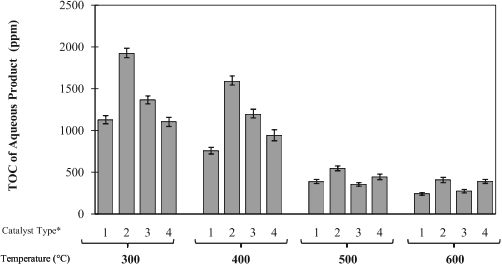 TOC of Aqueous Product (ppm)
2500
2000
1500
1000
500
0
Catalyst Type* 1 2 3 4 1 2 3 4 1 2 3 4 1 2 3 4
Temperature (°C) 300 400 500 600